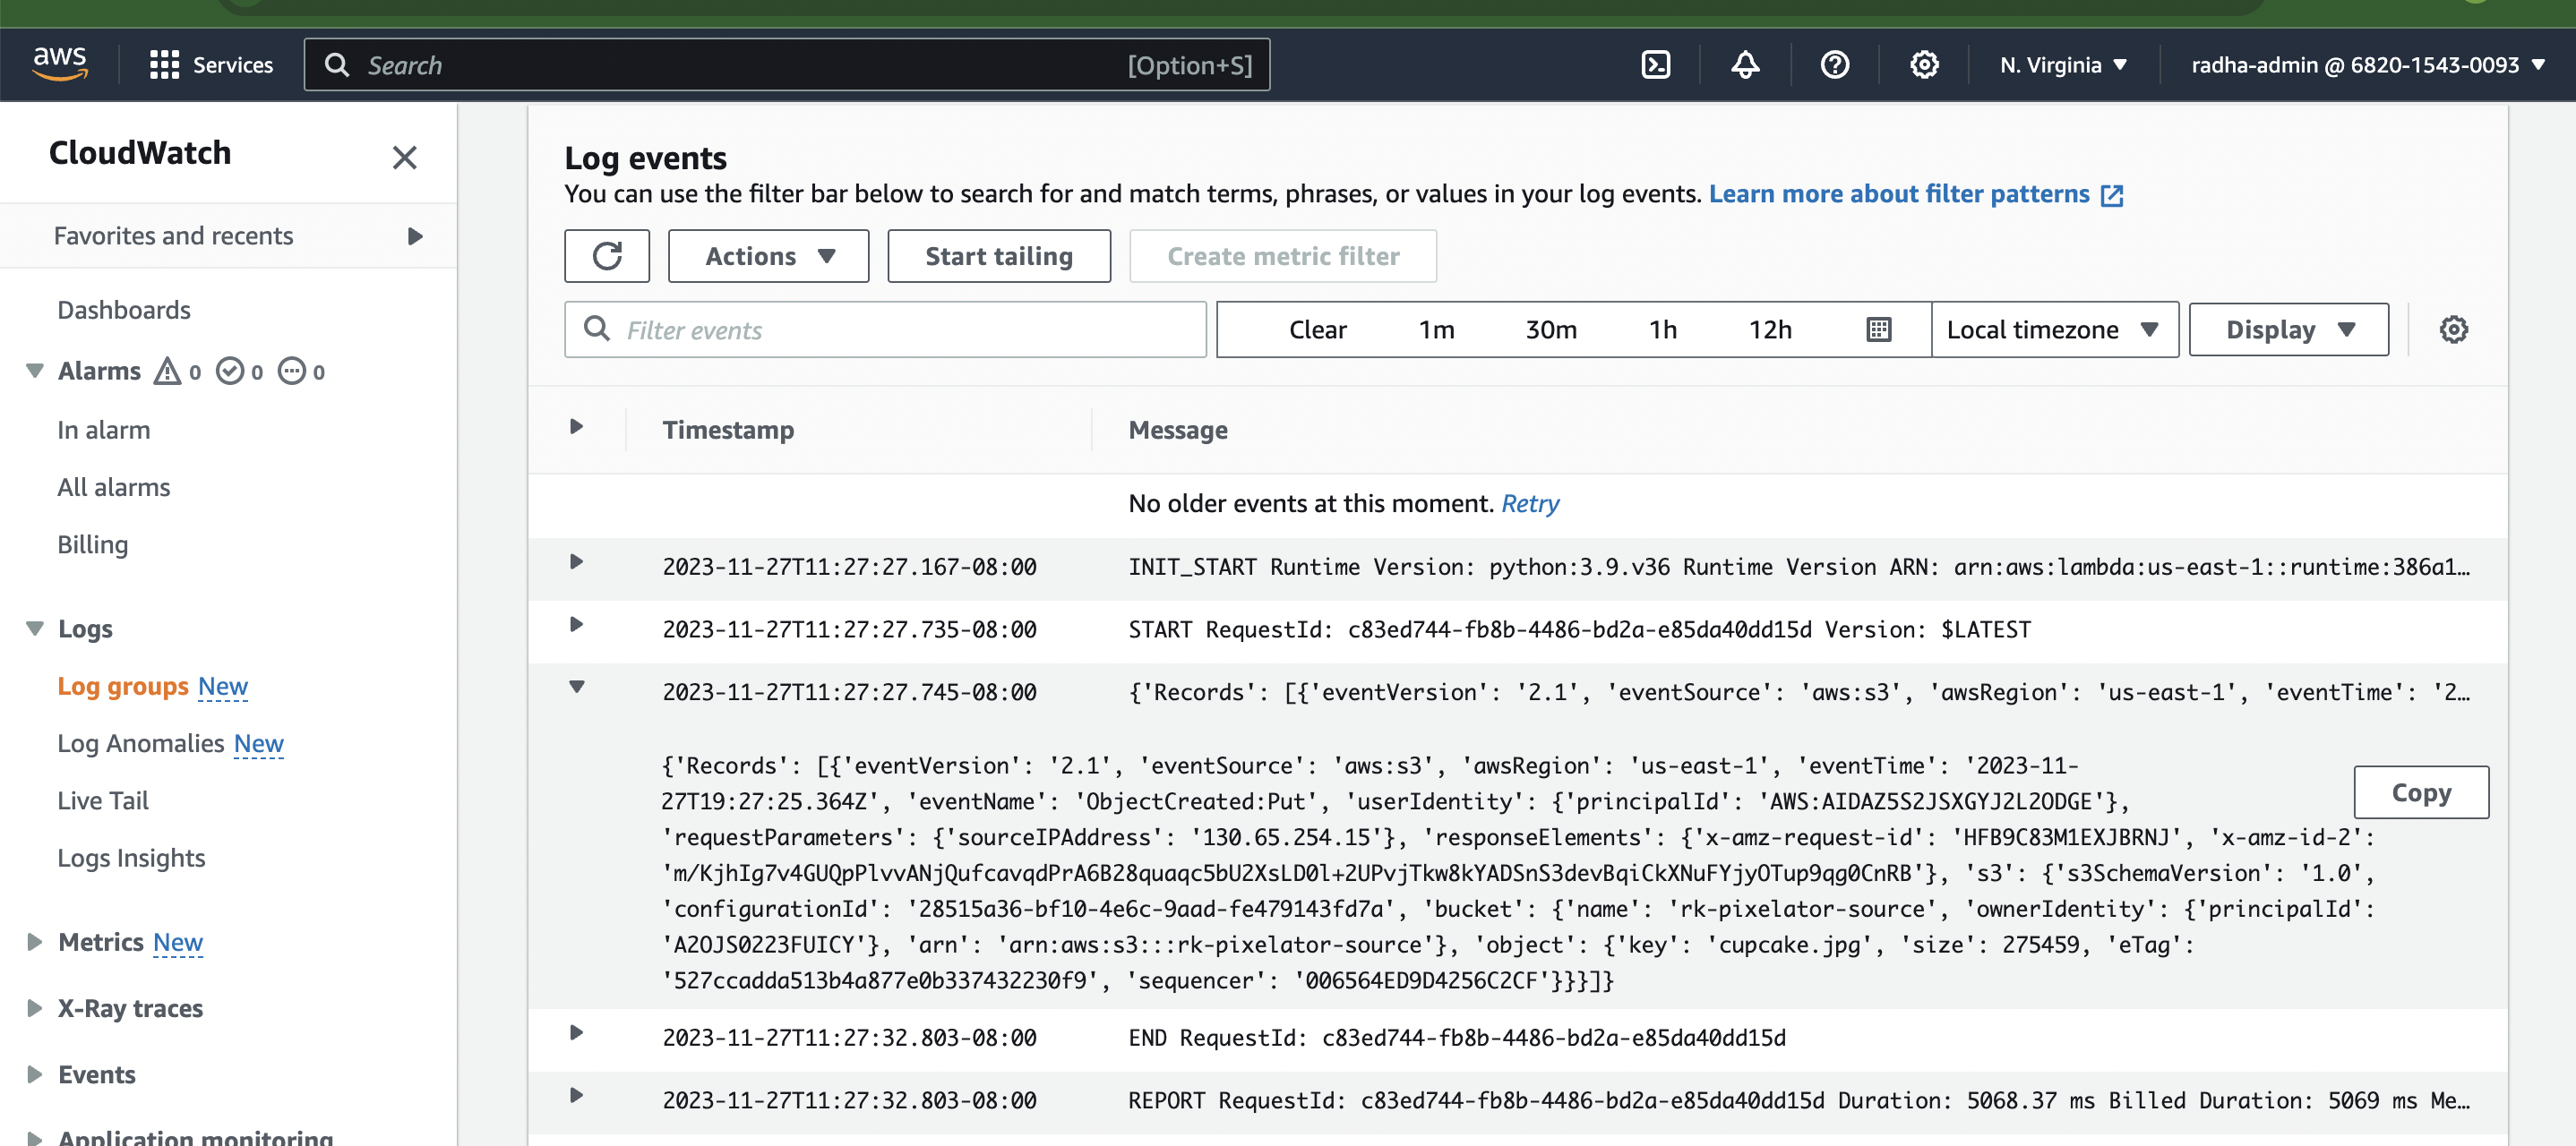 aws Services Search [Option+S] N. Virginia radha-admin @ 6820-1543-0093
CloudWatch
Favorites and recents
Dashboards
Alarms 0 0 0
In alarm
All alarms
Billing
Logs
Log groups New
Log Anomalies New
Live Tail
Logs Insights
Metrics New
X-Ray traces
Events
Application monitoring
Log events
You can use the filter bar below to search for and match terms, phrases, or values in your log events. Learn more about filter patterns
Actions Start tailing Create metric filter
Filter events Clear 1m 30m 1h 12h Local timezone Display
Timestamp Message
No older events at this moment. Retry
2023-11-27T11:27:27.167-08:00 INIT_START Runtime Version: python:3.9.v36 Runtime Version ARN: arn:aws:lambda:us-east-1::runtime:386a1…
2023-11-27T11:27:27.735-08:00 START RequestId: c83ed744-fb8b-4486-bd2a-e85da40dd15d Version: $LATEST
2023-11-27T11:27:27.745-08:00 {'Records': [{'eventVersion': '2.1', 'eventSource': 'aws:s3', 'awsRegion': 'us-east-1', 'eventTime': '2…
{'Records': [{'eventVersion': '2.1', 'eventSource': 'aws:s3', 'awsRegion': 'us-east-1', 'eventTime': '2023-11-
27T19:27:25.364Z', 'eventName': 'ObjectCreated:Put', 'userIdentity': {'principalId': 'AWS:AIDAZ5S2JSXGYJ2L2ODGE'},
Copy
'requestParameters': {'sourceIPAddress': '130.65.254.15'}, 'responseElements': {'x-amz-request-id': 'HFB9C83M1EXJBRNJ', 'x-amz-id-2':
'm/KjhIg7v4GUQpPlvvANjQufcavqdPrA6B28quaqc5bU2XsLD0l+2UPvjTkw8kYADSnS3devBqiCkXNuFYjyOTup9qg0CnRB'}, 's3': {'s3SchemaVersion': '1.0',
'configurationId': '28515a36-bf10-4e6c-9aad-fe479143fd7a', 'bucket': {'name': 'rk-pixelator-source', 'ownerIdentity': {'principalId':
'A2OJS0223FUICY'}, 'arn': 'arn:aws:s3:::rk-pixelator-source'}, 'object': {'key': 'cupcake.jpg', 'size': 275459, 'eTag':
'527ccadda513b4a877e0b337432230f9', 'sequencer': '006564ED9D4256C2CF'}}}]}
2023-11-27T11:27:32.803-08:00 END RequestId: c83ed744-fb8b-4486-bd2a-e85da40dd15d
2023-11-27T11:27:32.803-08:00 REPORT RequestId: c83ed744-fb8b-4486-bd2a-e85da40dd15d Duration: 5068.37 ms Billed Duration: 5069 ms Me…